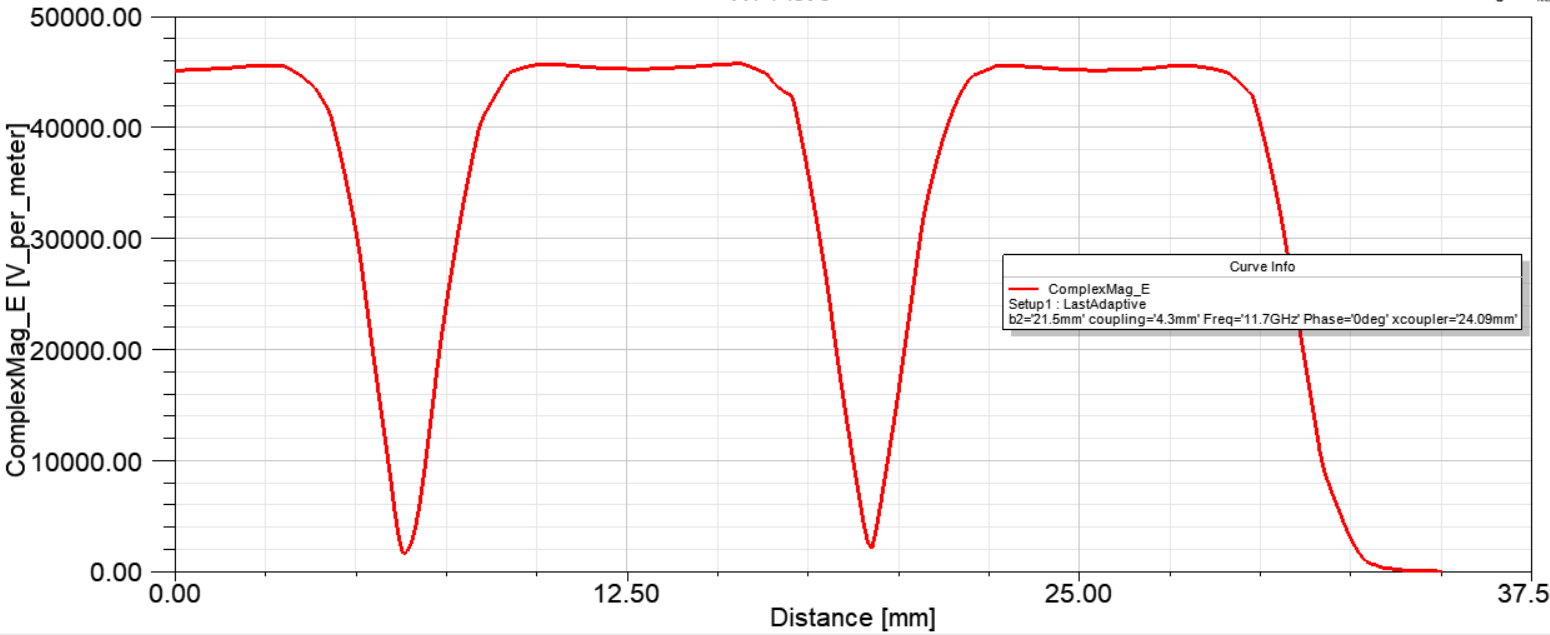 50000.00
40000.00
30000.00
20000.00
10000.00
0.00
ComplexMag_E [V_per_meter]
Curve Info
ComplexMag_E
Setup1 : LastAdaptive
b2='21.5mm' coupling='4.3mm' Freq='11.7GHz' Phase='0deg' xcoupler='24.09mm'
0.00 12.50 25.00 37.5
Distance [mm]